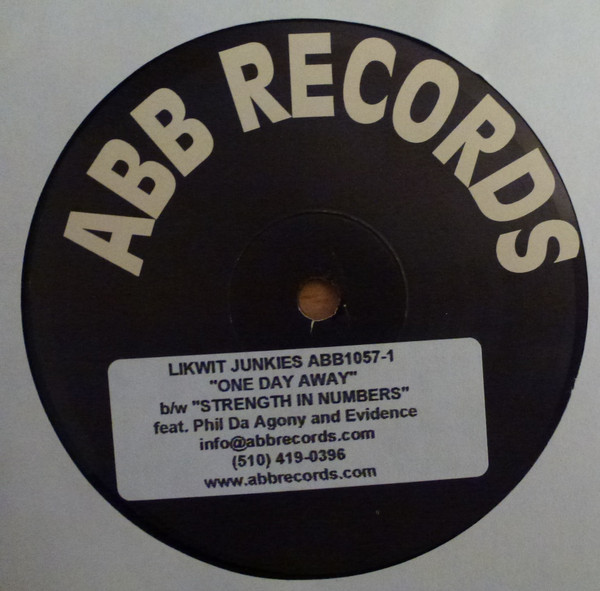 ABB RECORDS
LIKWIT JUNKIES ABB1057-1
"ONE DAY AWAY"
b/w "STRENGTH IN NUMBERS"
feat. Phil Da Agony and Evidence
info@abbrecords.com
(510) 419-0396
www.abbrecords.com